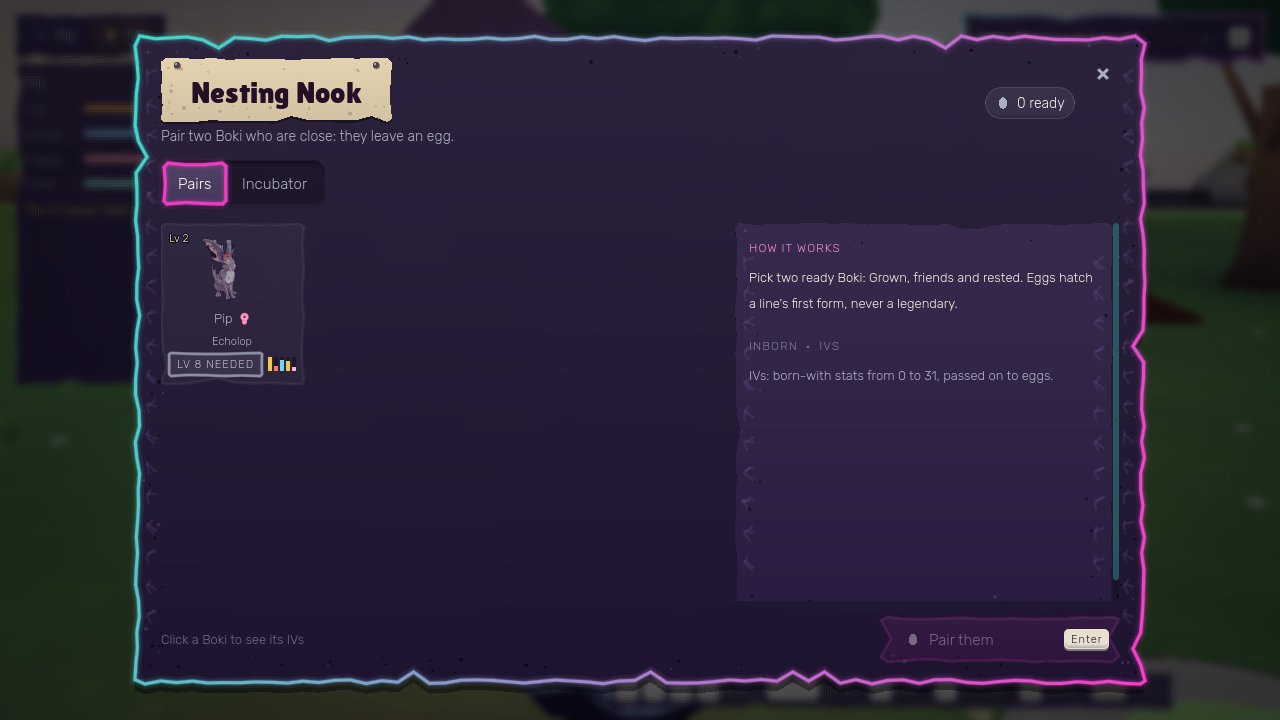 Nesting Nook
0 ready
Pair two Boki who are close: they leave an egg.
Pairs
Incubator
Lv 2
Pip
Echolop
LV 8 NEEDED
HOW IT WORKS
Pick two ready Boki: Grown, friends and rested. Eggs hatch
a line's first form, never a legendary.
INBORN • IVS
IVs: born-with stats from 0 to 31, passed on to eggs.
Click a Boki to see its IVs
Pair them
Enter